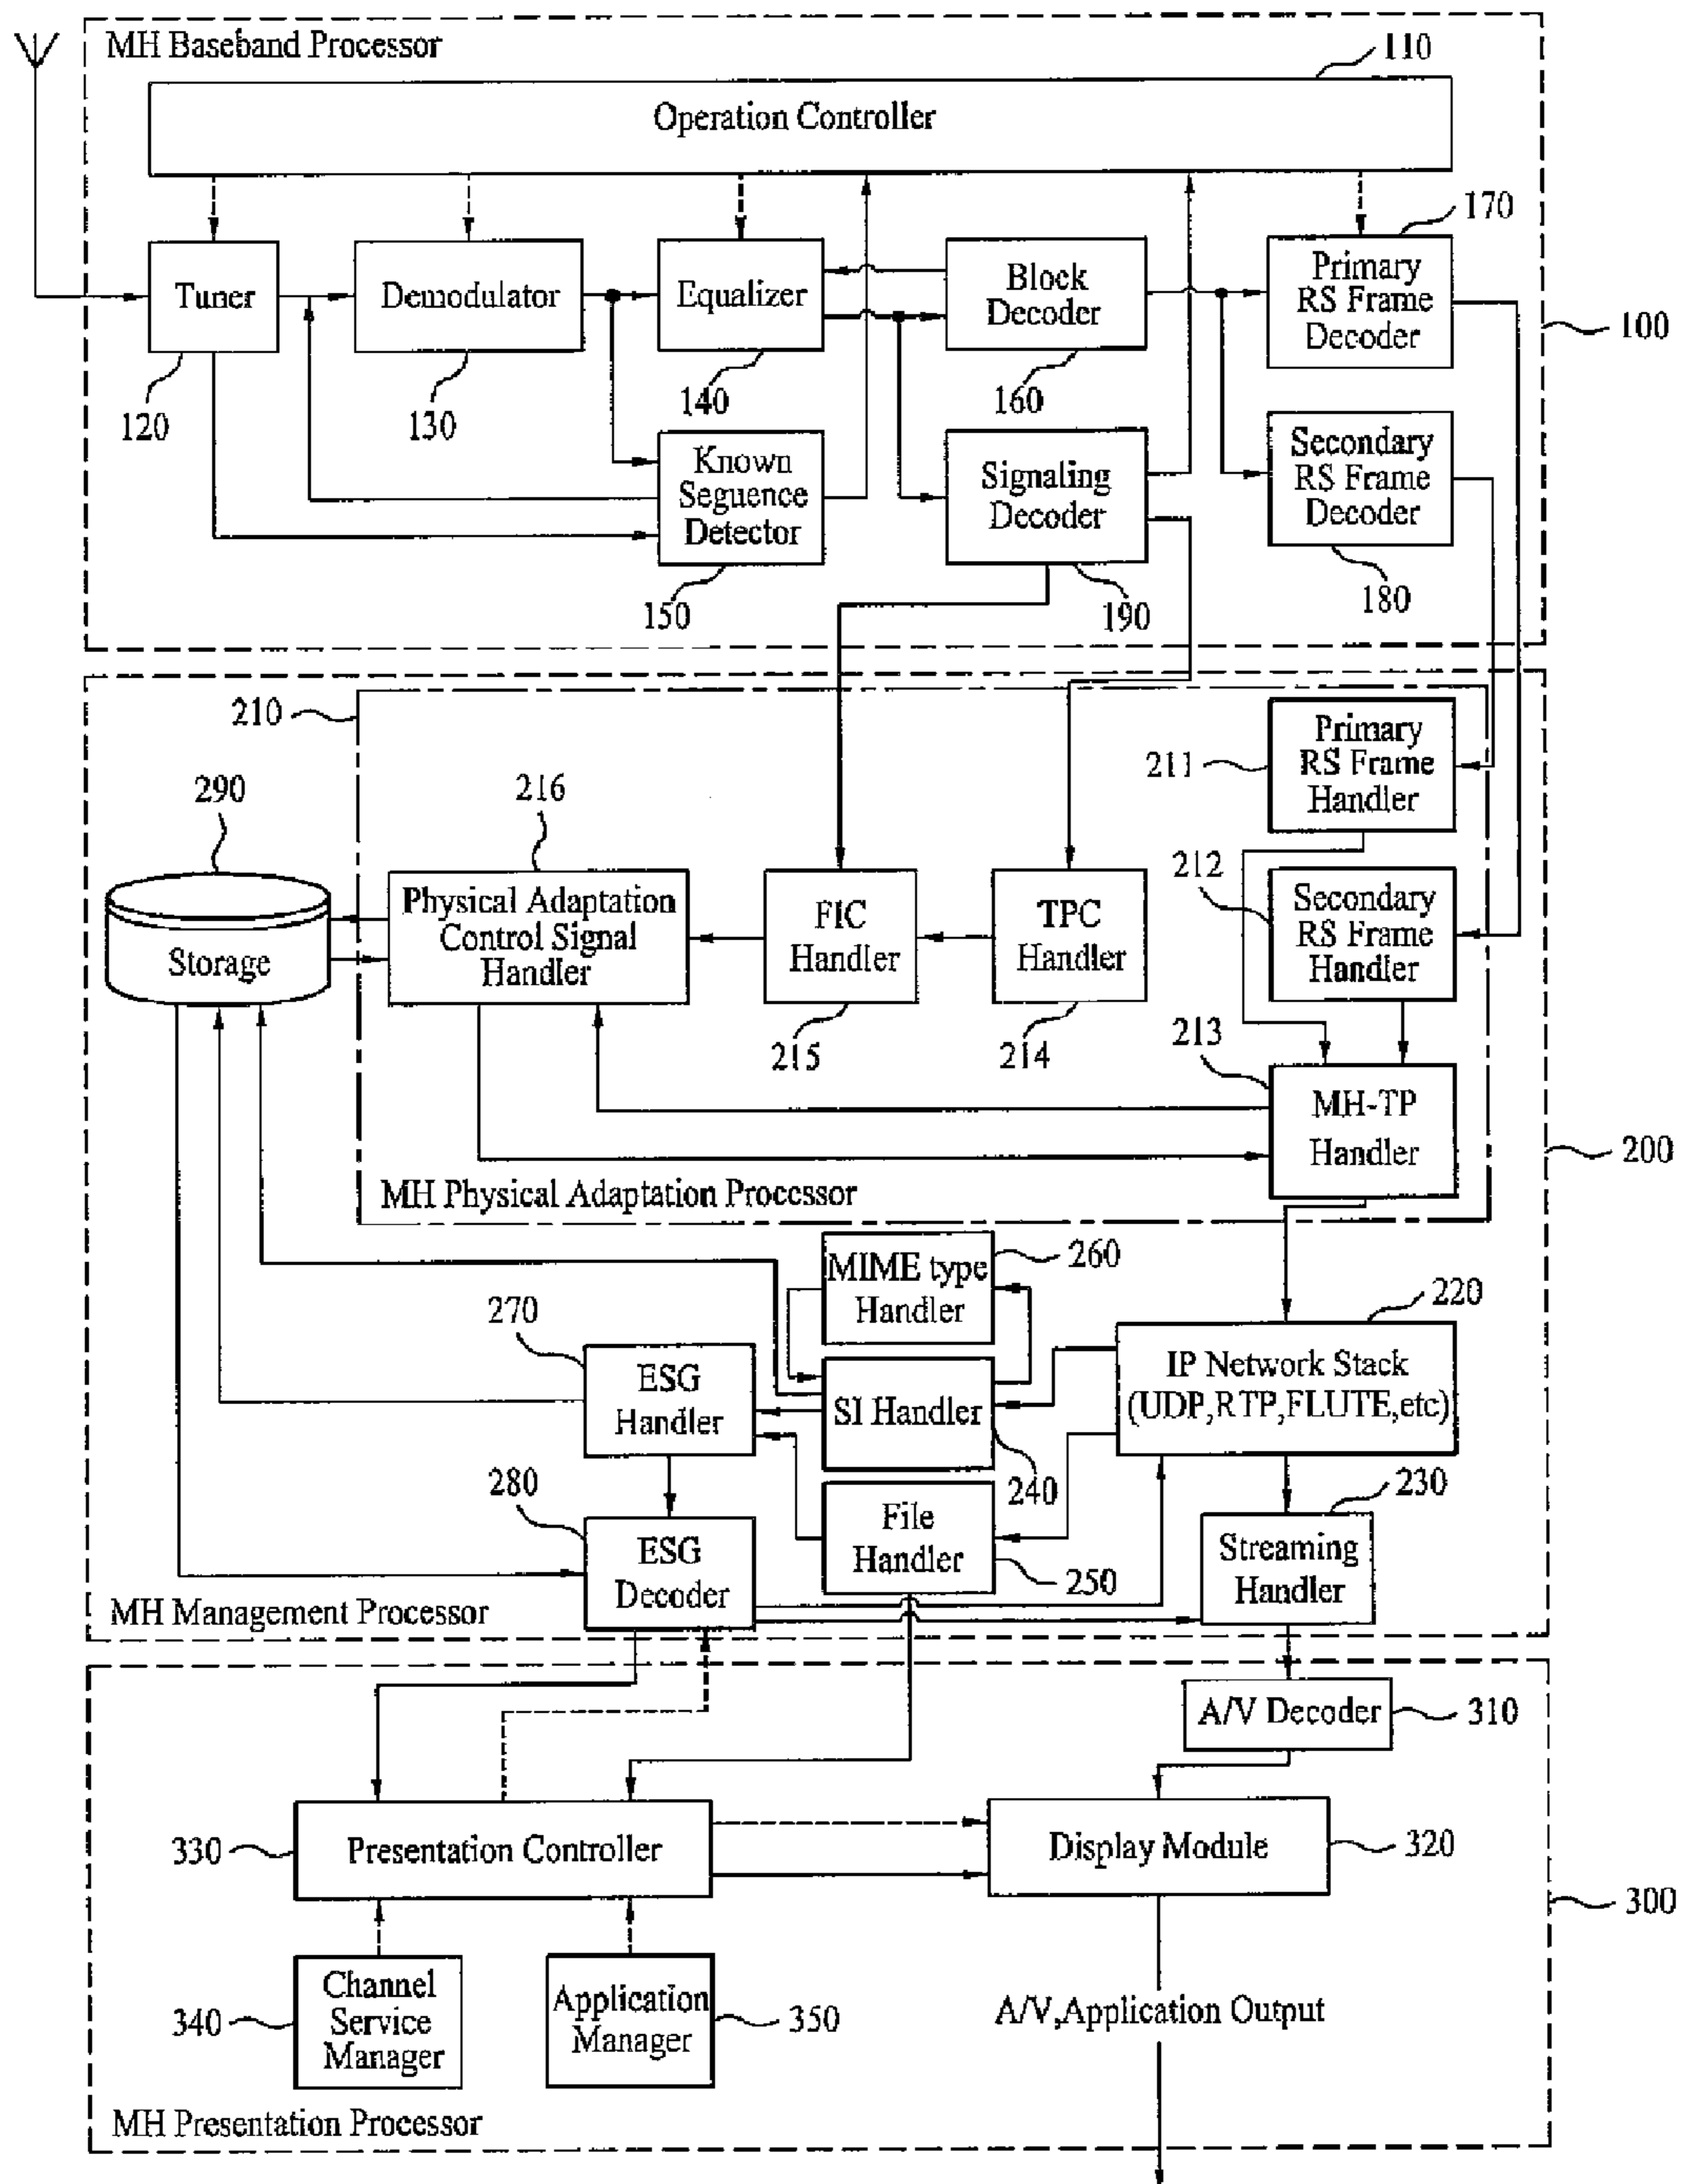 MH Baseband Processor
110
Operation Controller
170
Tuner
Demodulator
Equalizer
Block
Decoder
Primary
RS Frame
Decoder
100
120
130
140
160
Known
Seguence
Detector
Signaling
Decoder
Secondary
RS Frame
Decoder
150
190
180
210
Primary
RS Frame
Handler
211
290
216
212
Storage
Physical Adaptation
Control Signal
Handler
FIC
Handler
TPC
Handler
Secondary
RS Frame
Handler
215
214
213
MH-TP
Handler
200
MH Physical Adaptation Processor
MIME type
Handler
260
270
220
ESG
Handler
SI Handler
IP Network Stack
(UDP,RTP,FLUTE,etc)
280
240
230
ESG
Decoder
File
Handler
250
Streaming
Handler
MH Management Processor
A/V Decoder
310
330
Presentation Controller
Display Module
320
300
340
Channel
Service
Manager
Application
Manager
350
A/V,Application Output
MH Presentation Processor